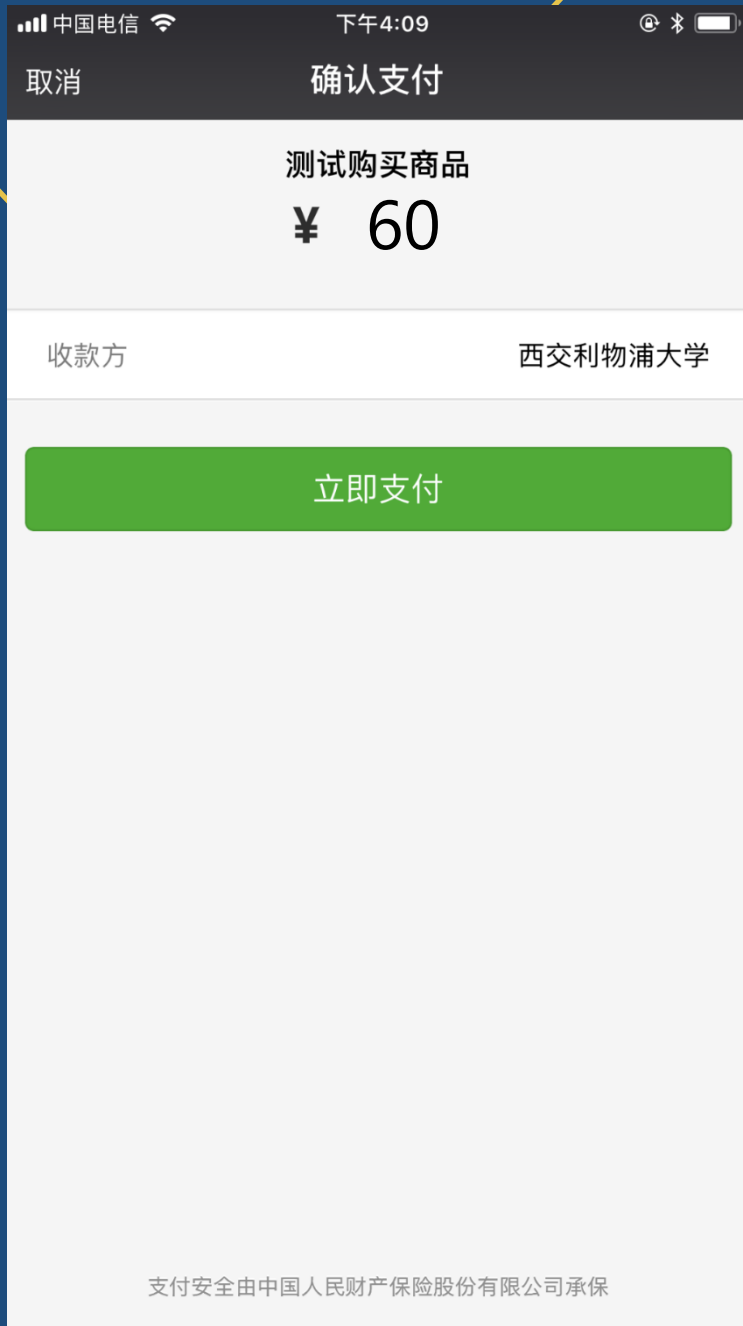 中国电信 下午4:09
取消 确认支付
测试购买商品
¥ 60
收款方 西交利物浦大学
立即支付
支付安全由中国人民财产保险股份有限公司承保